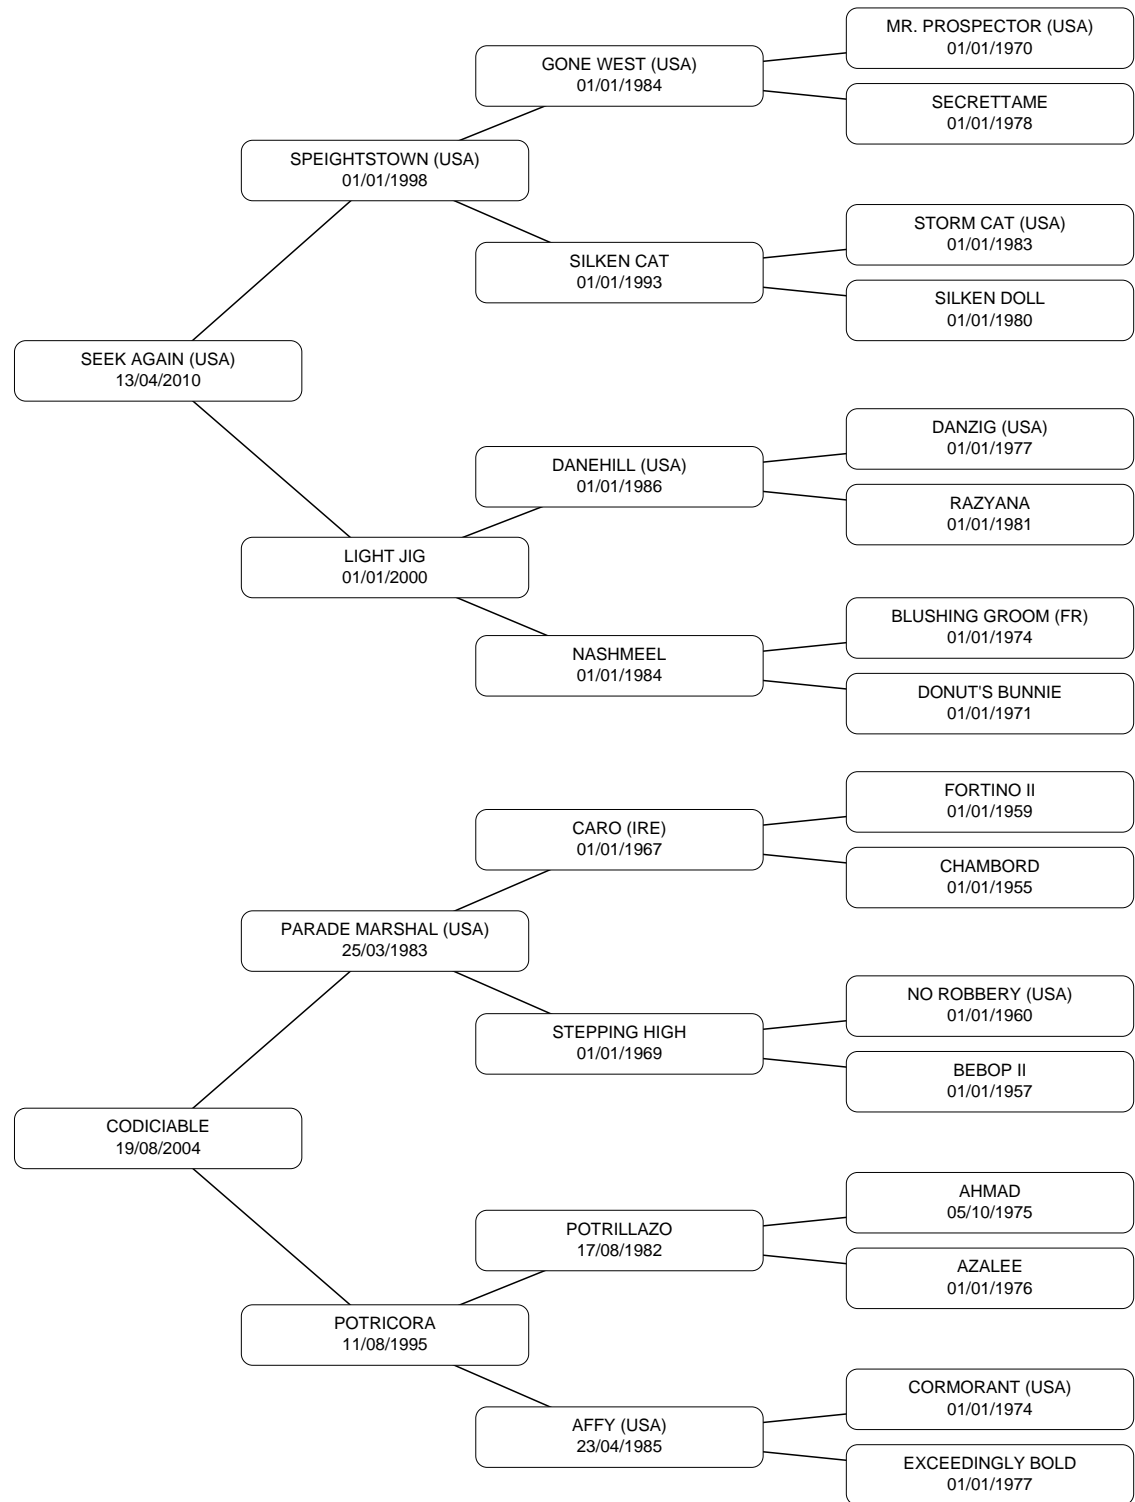 MR. PROSPECTOR (USA)
01/01/1970
GONE WEST (USA)
01/01/1984
SECRETTAME
01/01/1978
SPEIGHTSTOWN (USA)
01/01/1998
STORM CAT (USA)
01/01/1983
SILKEN CAT
01/01/1993
SILKEN DOLL
01/01/1980
SEEK AGAIN (USA)
13/04/2010
DANZIG (USA)
01/01/1977
DANEHILL (USA)
01/01/1986
RAZYANA
01/01/1981
LIGHT JIG
01/01/2000
BLUSHING GROOM (FR)
01/01/1974
NASHMEEL
01/01/1984
DONUT'S BUNNIE
01/01/1971
FORTINO II
01/01/1959
CARO (IRE)
01/01/1967
CHAMBORD
01/01/1955
PARADE MARSHAL (USA)
25/03/1983
NO ROBBERY (USA)
01/01/1960
STEPPING HIGH
01/01/1969
BEBOP II
01/01/1957
CODICIABLE
19/08/2004
AHMAD
05/10/1975
POTRILLAZO
17/08/1982
AZALEE
01/01/1976
POTRICORA
11/08/1995
CORMORANT (USA)
01/01/1974
AFFY (USA)
23/04/1985
EXCEEDINGLY BOLD
01/01/1977